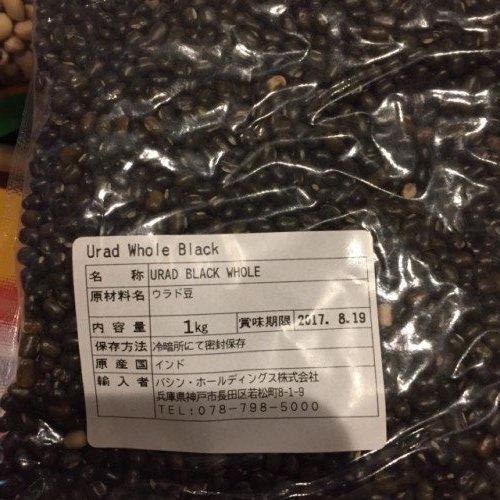 Urad Whole Black
名 称 URAD BLACK WHOLE
原材料名 ウラド豆
内容量 1kg 賞味期限 2017. 8.19
保存方法 冷暗所にて密封保存
原産国 インド
輸入者 バシン・ホールディングス株式会社
兵庫県神戸市長田区若松町8-1-9
TEL:078-798-5000